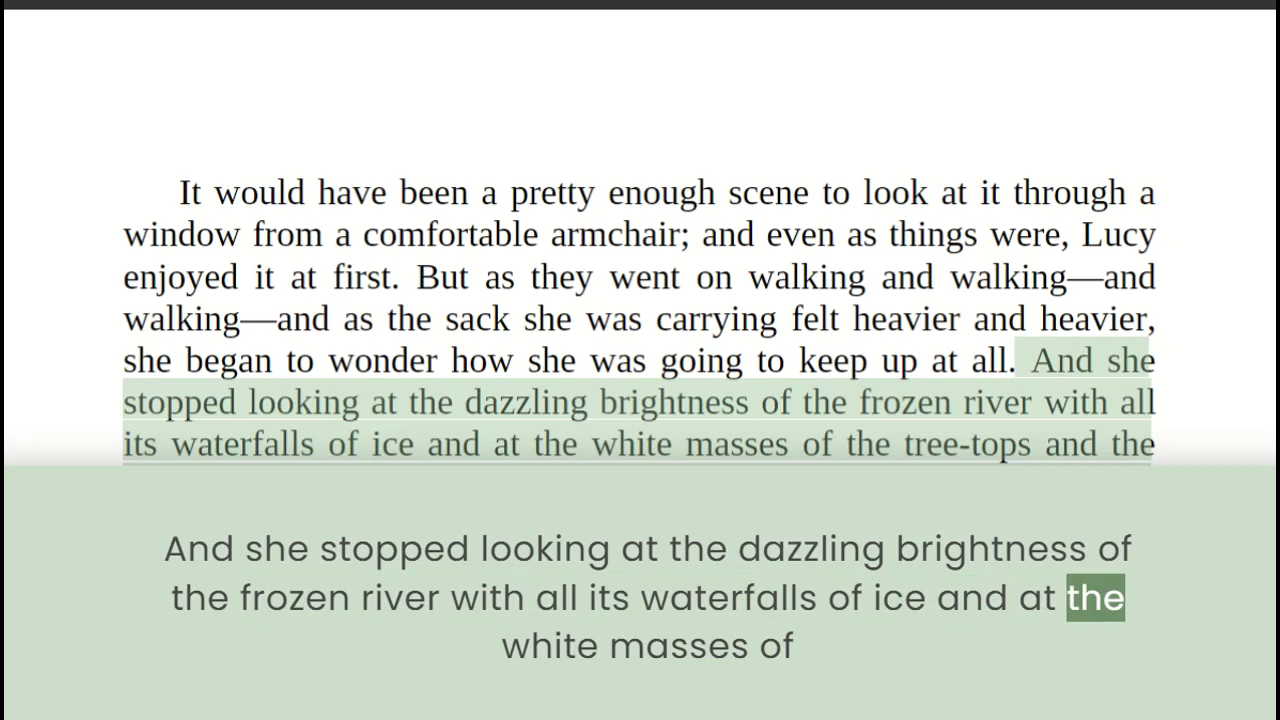 It would have been a pretty enough scene to look at it through a
window from a comfortable armchair; and even as things were, Lucy
enjoyed it at first. But as they went on walking and walking—and
walking—and as the sack she was carrying felt heavier and heavier,
she began to wonder how she was going to keep up at all. And she
stopped looking at the dazzling brightness of the frozen river with all
its waterfalls of ice and at the white masses of the tree-tops and the
And she stopped looking at the dazzling brightness of
the frozen river with all its waterfalls of ice and at the
white masses of